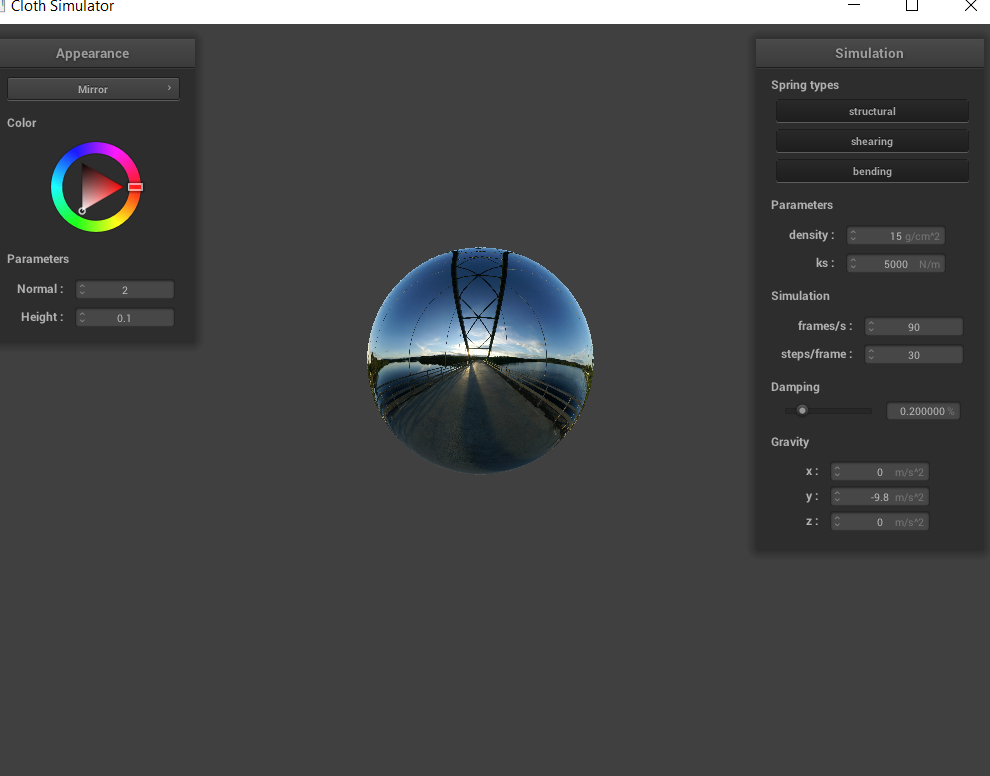 Cloth Simulator
Appearance
Mirror
Color
Parameters
Normal : 2
Height : 0.1
Simulation
Spring types
structural
shearing
bending
Parameters
density : 15 g/cm^2
ks : 5000 N/m
Simulation
frames/s : 90
steps/frame : 30
Damping
0.200000 %
Gravity
x : 0 m/s^2
y : -9.8 m/s^2
z : 0 m/s^2